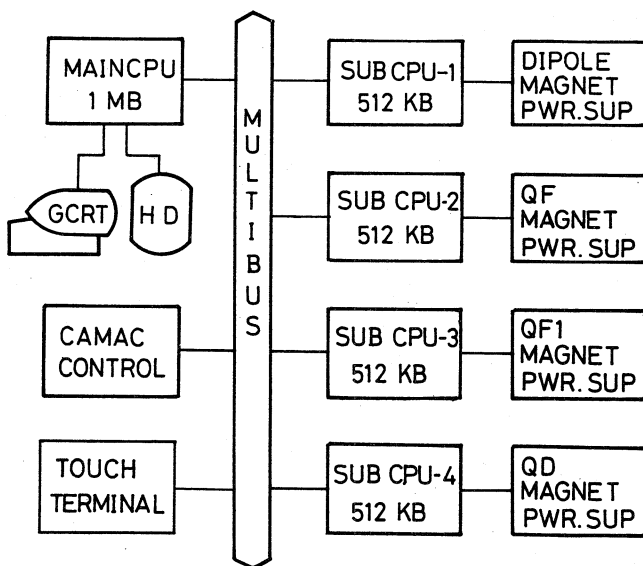 MAINCPU
1 MB
GCRT
H D
CAMAC
CONTROL
TOUCH
TERMINAL
MULTIBUS
SUB CPU-1
512 KB
DIPOLE
MAGNET
PWR.SUP
SUB CPU-2
512 KB
QF
MAGNET
PWR.SUP
SUB CPU-3
512 KB
QF1
MAGNET
PWR.SUP
SUB CPU-4
512 KB
QD
MAGNET
PWR.SUP